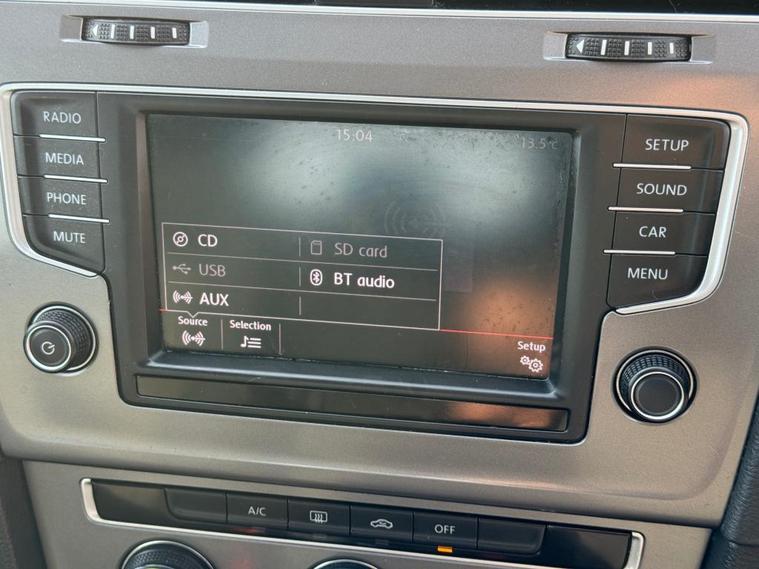 RADIO
MEDIA
PHONE
MUTE
15:04
13.5°C
CD
SD card
USB
BT audio
AUX
Source
Selection
Setup
SETUP
SOUND
CAR
MENU
A/C
OFF